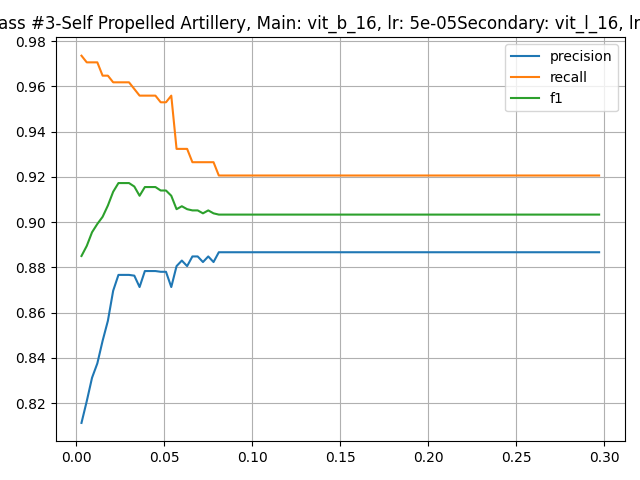 ass #3-Self Propelled Artillery, Main: vit_b_16, lr: 5e-05Secondary: vit_l_16, lr
precision
recall
f1
0.98
0.96
0.94
0.92
0.90
0.88
0.86
0.84
0.82
0.00 0.05 0.10 0.15 0.20 0.25 0.30